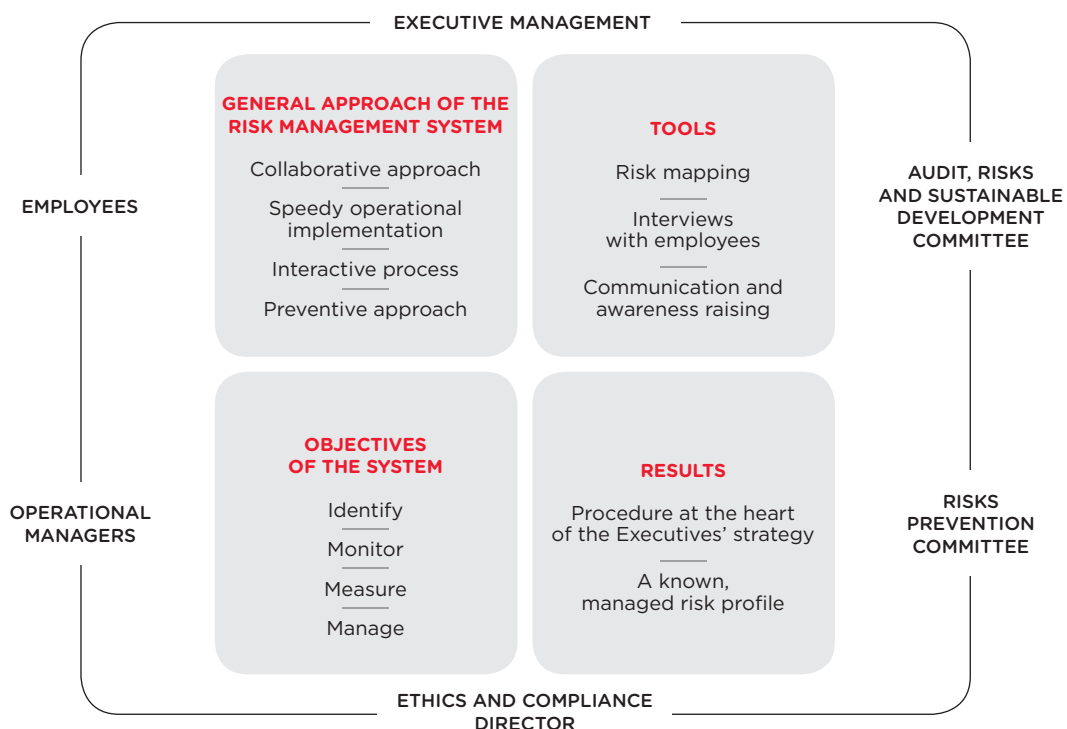 EXECUTIVE MANAGEMENT
GENERAL APPROACH OF THE
RISK MANAGEMENT SYSTEM
Collaborative approach
Speedy operational
implementation
Interactive process
Preventive approach
TOOLS
Risk mapping
Interviews
with employees
Communication and
awareness raising
EMPLOYEES
AUDIT, RISKS
AND SUSTAINABLE
DEVELOPMENT
COMMITTEE
OBJECTIVES
OF THE SYSTEM
Identify
Monitor
Measure
Manage
RESULTS
Procedure at the heart
of the Executives’ strategy
A known,
managed risk profile
OPERATIONAL
MANAGERS
RISKS
PREVENTION
COMMITTEE
ETHICS AND COMPLIANCE
DIRECTOR